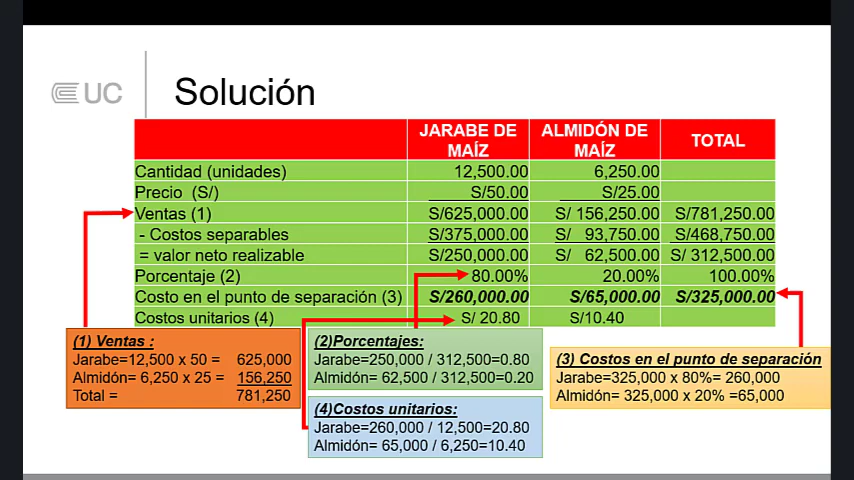 UC
Solución
JARABE DE MAÍZ ALMIDÓN DE MAÍZ TOTAL
Cantidad (unidades) 12,500.00 6,250.00
Precio (S/) S/50.00 S/25.00
Ventas (1) S/625,000.00 S/ 156,250.00 S/781,250.00
- Costos separables S/375,000.00 S/ 93,750.00 S/468,750.00
= valor neto realizable S/250,000.00 S/ 62,500.00 S/ 312,500.00
Porcentaje (2) 80.00% 20.00% 100.00%
Costo en el punto de separación (3) S/260,000.00 S/65,000.00 S/325,000.00
Costos unitarios (4) S/ 20.80 S/10.40
(1) Ventas :
Jarabe=12,500 x 50 = 625,000
Almidón= 6,250 x 25 = 156,250
Total = 781,250
(2)Porcentajes:
Jarabe=250,000 / 312,500=0.80
Almidón= 62,500 / 312,500=0.20
(4)Costos unitarios:
Jarabe=260,000 / 12,500=20.80
Almidón= 65,000 / 6,250=10.40
(3) Costos en el punto de separación
Jarabe=325,000 x 80%= 260,000
Almidón= 325,000 x 20% =65,000